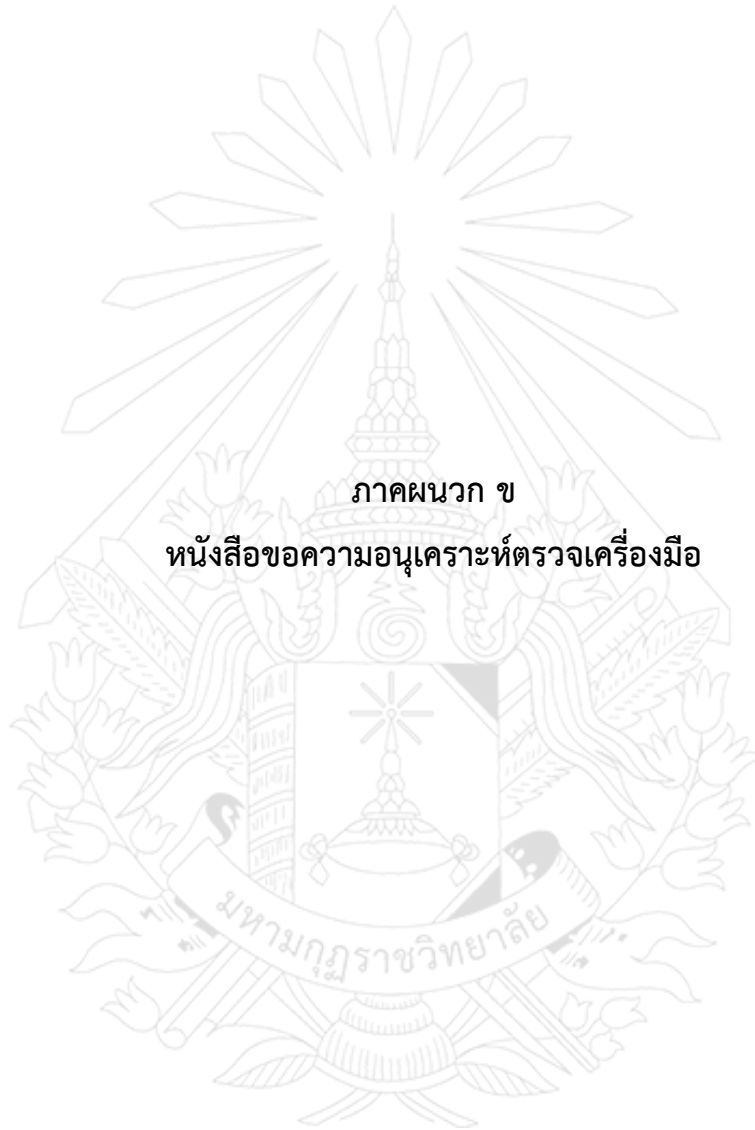 ภาคผนวก ข
หนังสือขอความอนุเคราะห์ตรวจเครื่องมือ
มหามกุฏราชวิทยาลัย